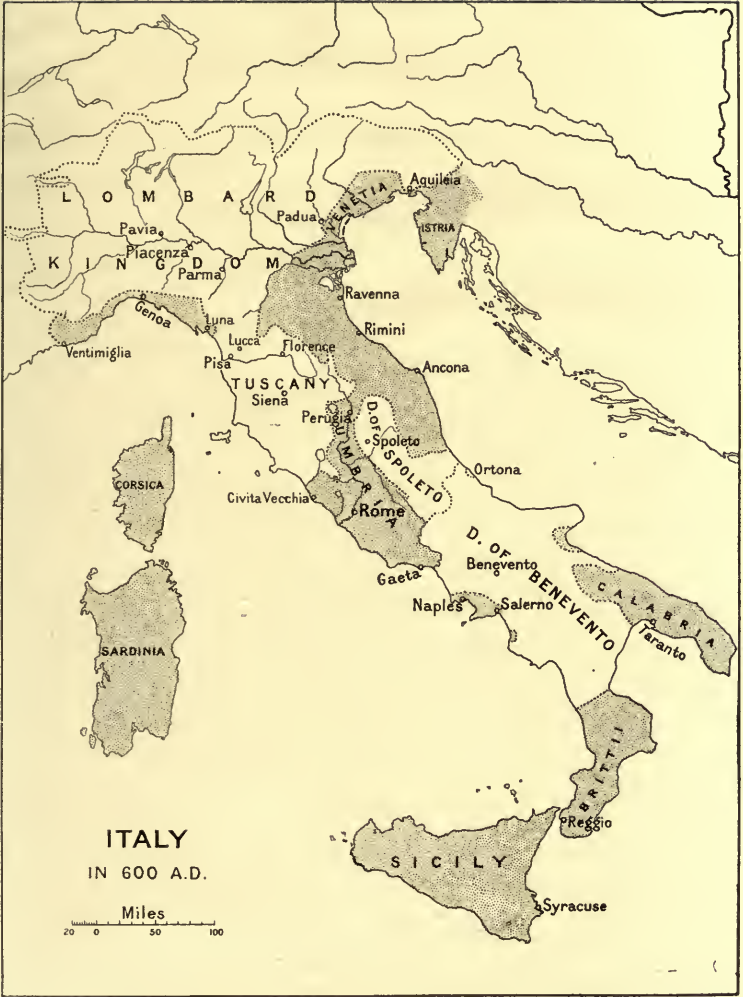 LOMBARD
KINGDOM
VENETIA
Aquileia
ISTRIA
Padua
Pavia
Piacenza
Parma
Genoa
Luna
Ventimiglia
Ravenna
Rimini
Lucca
Florence
Pisa
TUSCANY
Siena
Ancona
Perugia
UMBRIA
D. OF SPOLETO
Spoleto
Ortona
CORSICA
Civita Vecchia
Rome
D. OF BENEVENTO
Benevento
Gaeta
Naples
Salerno
CALABRIA
Taranto
SARDINIA
BRITTII
Reggio
SICILY
Syracuse
ITALY
IN 600 A.D.
Miles
20 0 50 100